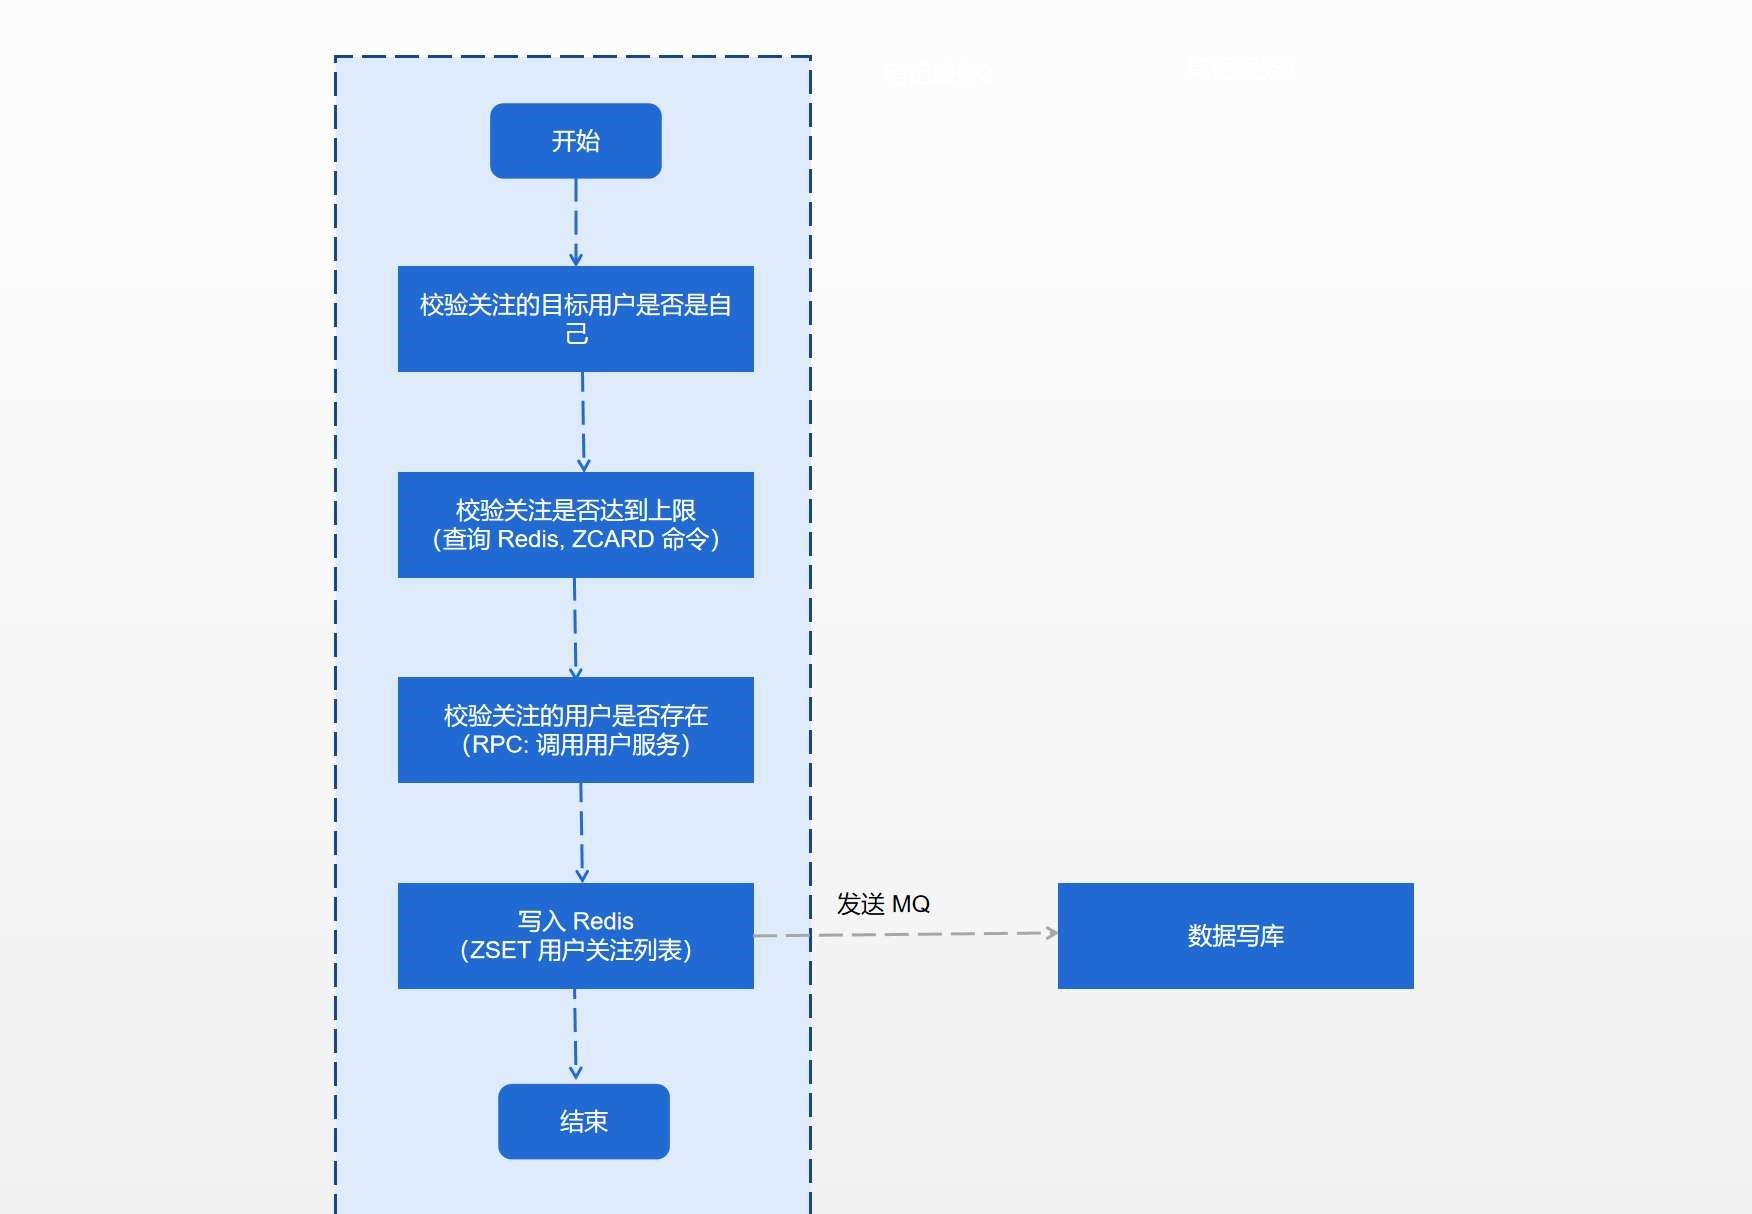 开始
校验关注的目标用户是否是自
己
校验关注是否达到上限
（查询 Redis, ZCARD 命令）
校验关注的用户是否存在
（RPC: 调用用户服务）
写入 Redis
（ZSET 用户关注列表）
发送 MQ
数据写库
结束